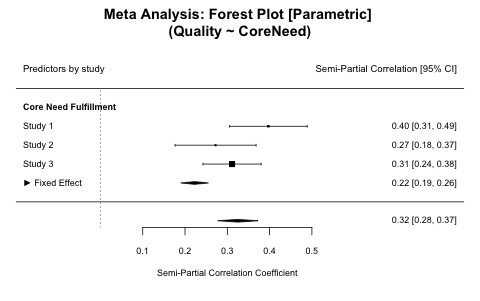 Meta Analysis: Forest Plot [Parametric]
(Quality ~ CoreNeed)
Predictors by study Semi-Partial Correlation [95% CI]
Core Need Fulfillment
Study 1 0.40 [0.31, 0.49]
Study 2 0.27 [0.18, 0.37]
Study 3 0.31 [0.24, 0.38]
► Fixed Effect 0.22 [0.19, 0.26]
0.32 [0.28, 0.37]
0.1 0.2 0.3 0.4 0.5
Semi-Partial Correlation Coefficient